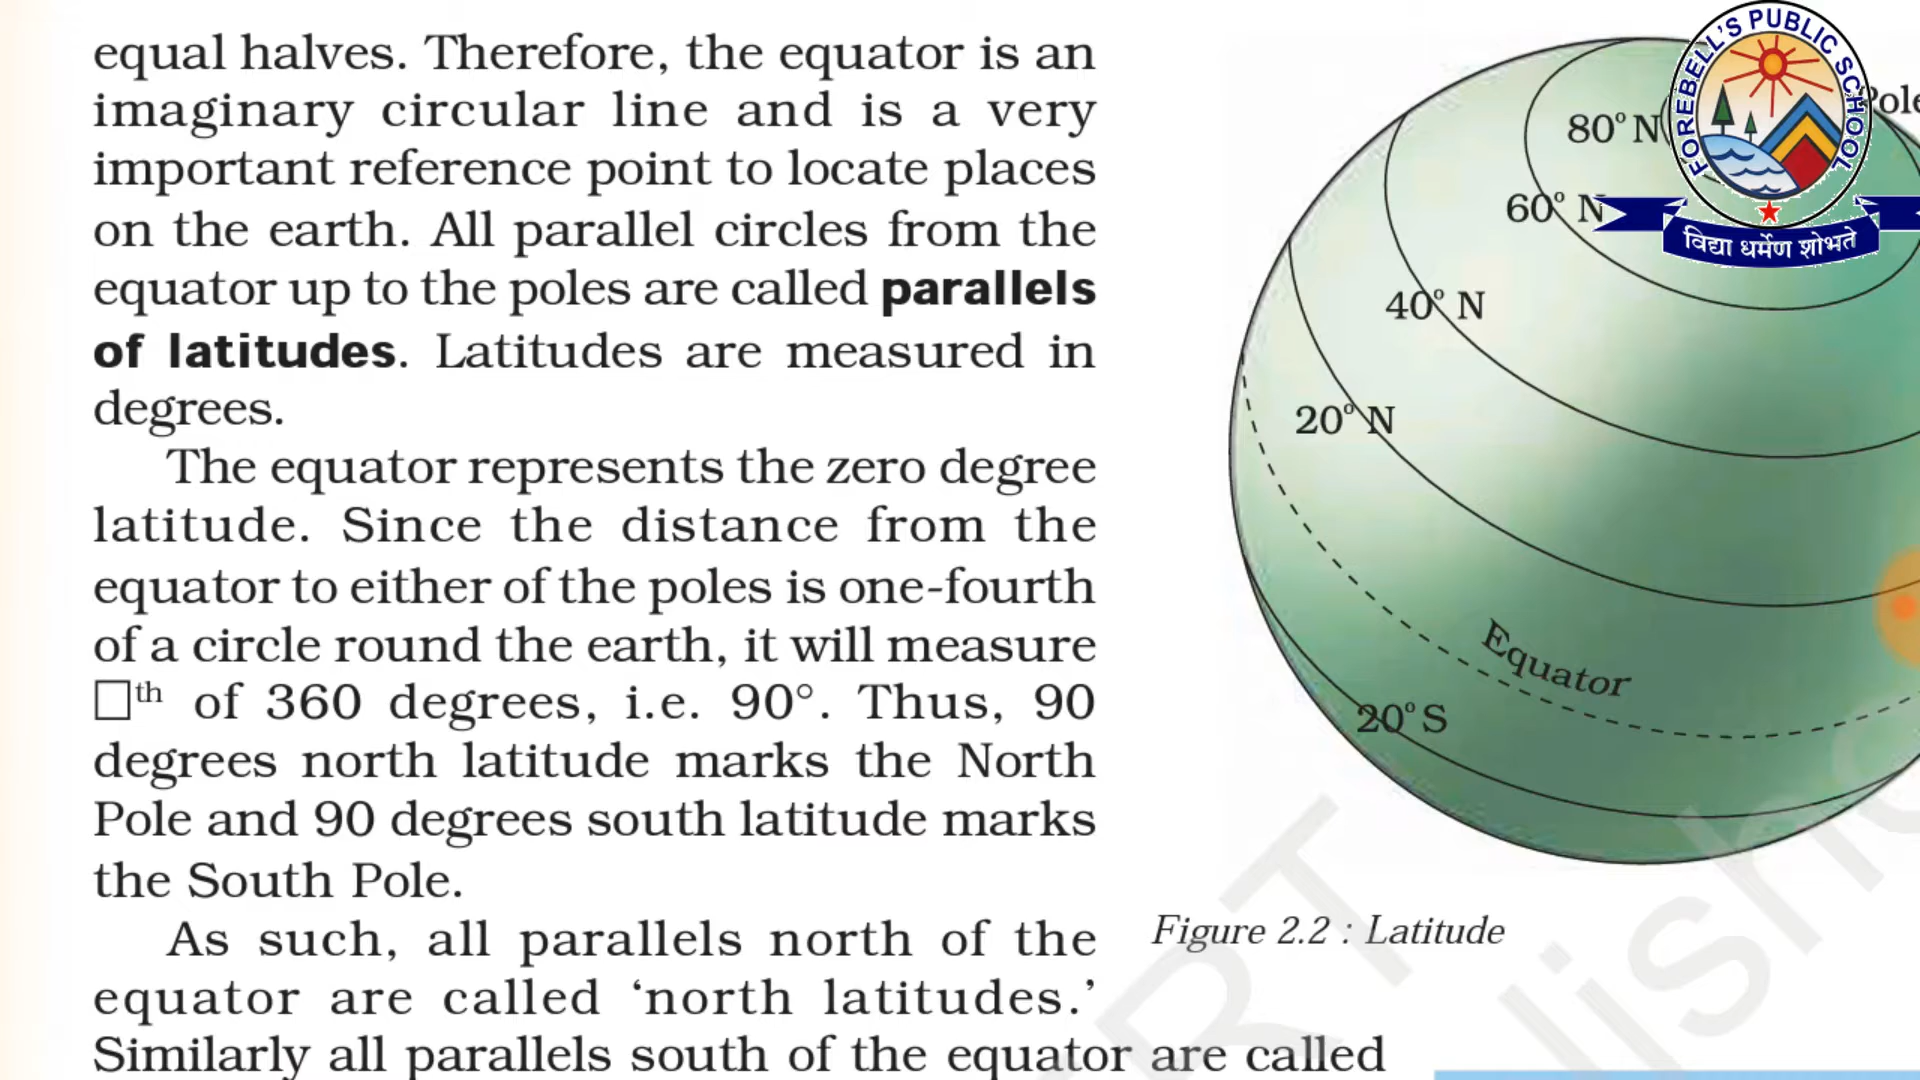 equal halves. Therefore, the equator is an
imaginary circular line and is a very
important reference point to locate places
on the earth. All parallel circles from the
equator up to the poles are called parallels
of latitudes. Latitudes are measured in
degrees.
The equator represents the zero degree
latitude. Since the distance from the
equator to either of the poles is one-fourth
of a circle round the earth, it will measure
□th of 360 degrees, i.e. 90°. Thus, 90
degrees north latitude marks the North
Pole and 90 degrees south latitude marks
the South Pole.
As such, all parallels north of the
equator are called ‘north latitudes.’
Similarly all parallels south of the equator are called
80° N
60° N
40° N
20° N
Equator
20° S
Figure 2.2 : Latitude
FOREBELL'S PUBLIC SCHOOL
विद्या धर्मेण शोभते